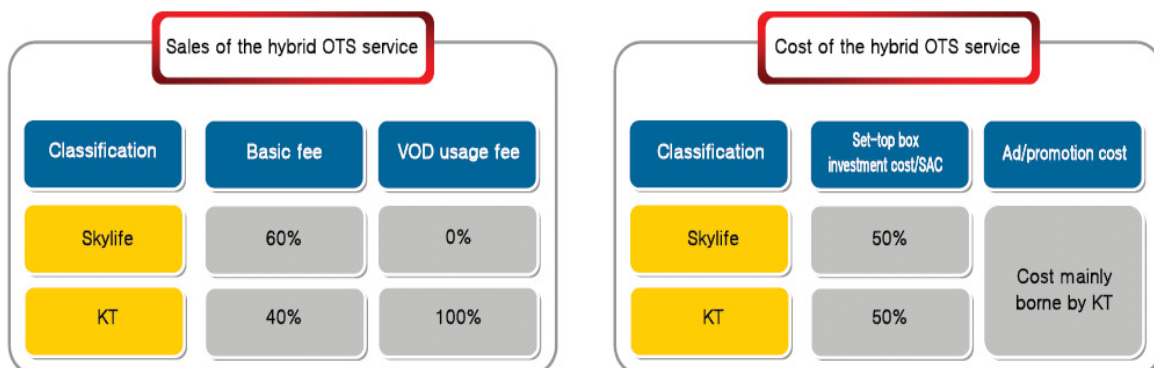 Sales of the hybrid OTS service
Classification
Basic fee
VOD usage fee
Skylife
60%
0%
KT
40%
100%
Cost of the hybrid OTS service
Classification
Set-top box
investment cost/SAC
Ad/promotion cost
Skylife
50%
Cost mainly
borne by KT
KT
50%